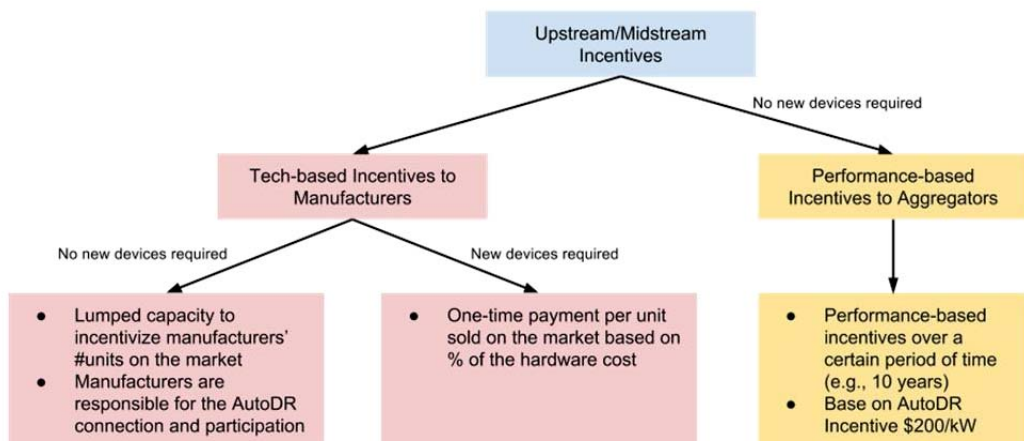 Upstream/Midstream
Incentives
No new devices required
Tech-based Incentives to
Manufacturers
Performance-based
Incentives to Aggregators
No new devices required
New devices required
● Lumped capacity to
incentivize manufacturers'
#units on the market
● Manufacturers are
responsible for the AutoDR
connection and participation
● One-time payment per unit
sold on the market based on
% of the hardware cost
● Performance-based
incentives over a
certain period of time
(e.g., 10 years)
● Base on AutoDR
Incentive $200/kW